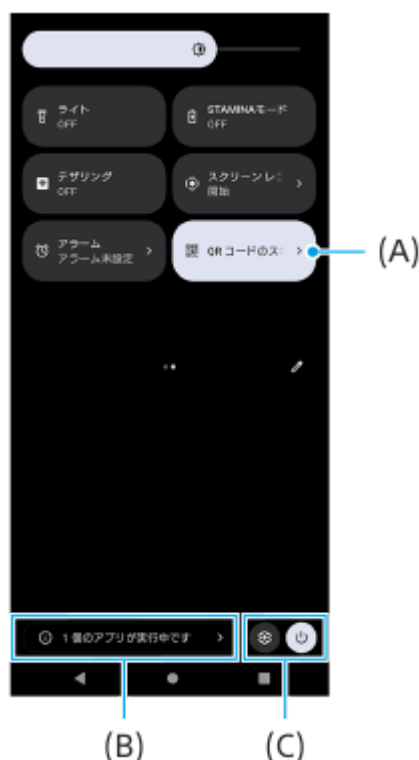 ライト
OFF
STAMINAモード
OFF
テザリング
OFF
スクリーン レコ
開始
アラーム
アラーム未設定
QR コードのス
(A)
1 個のアプリが実行中です
(B)
(C)